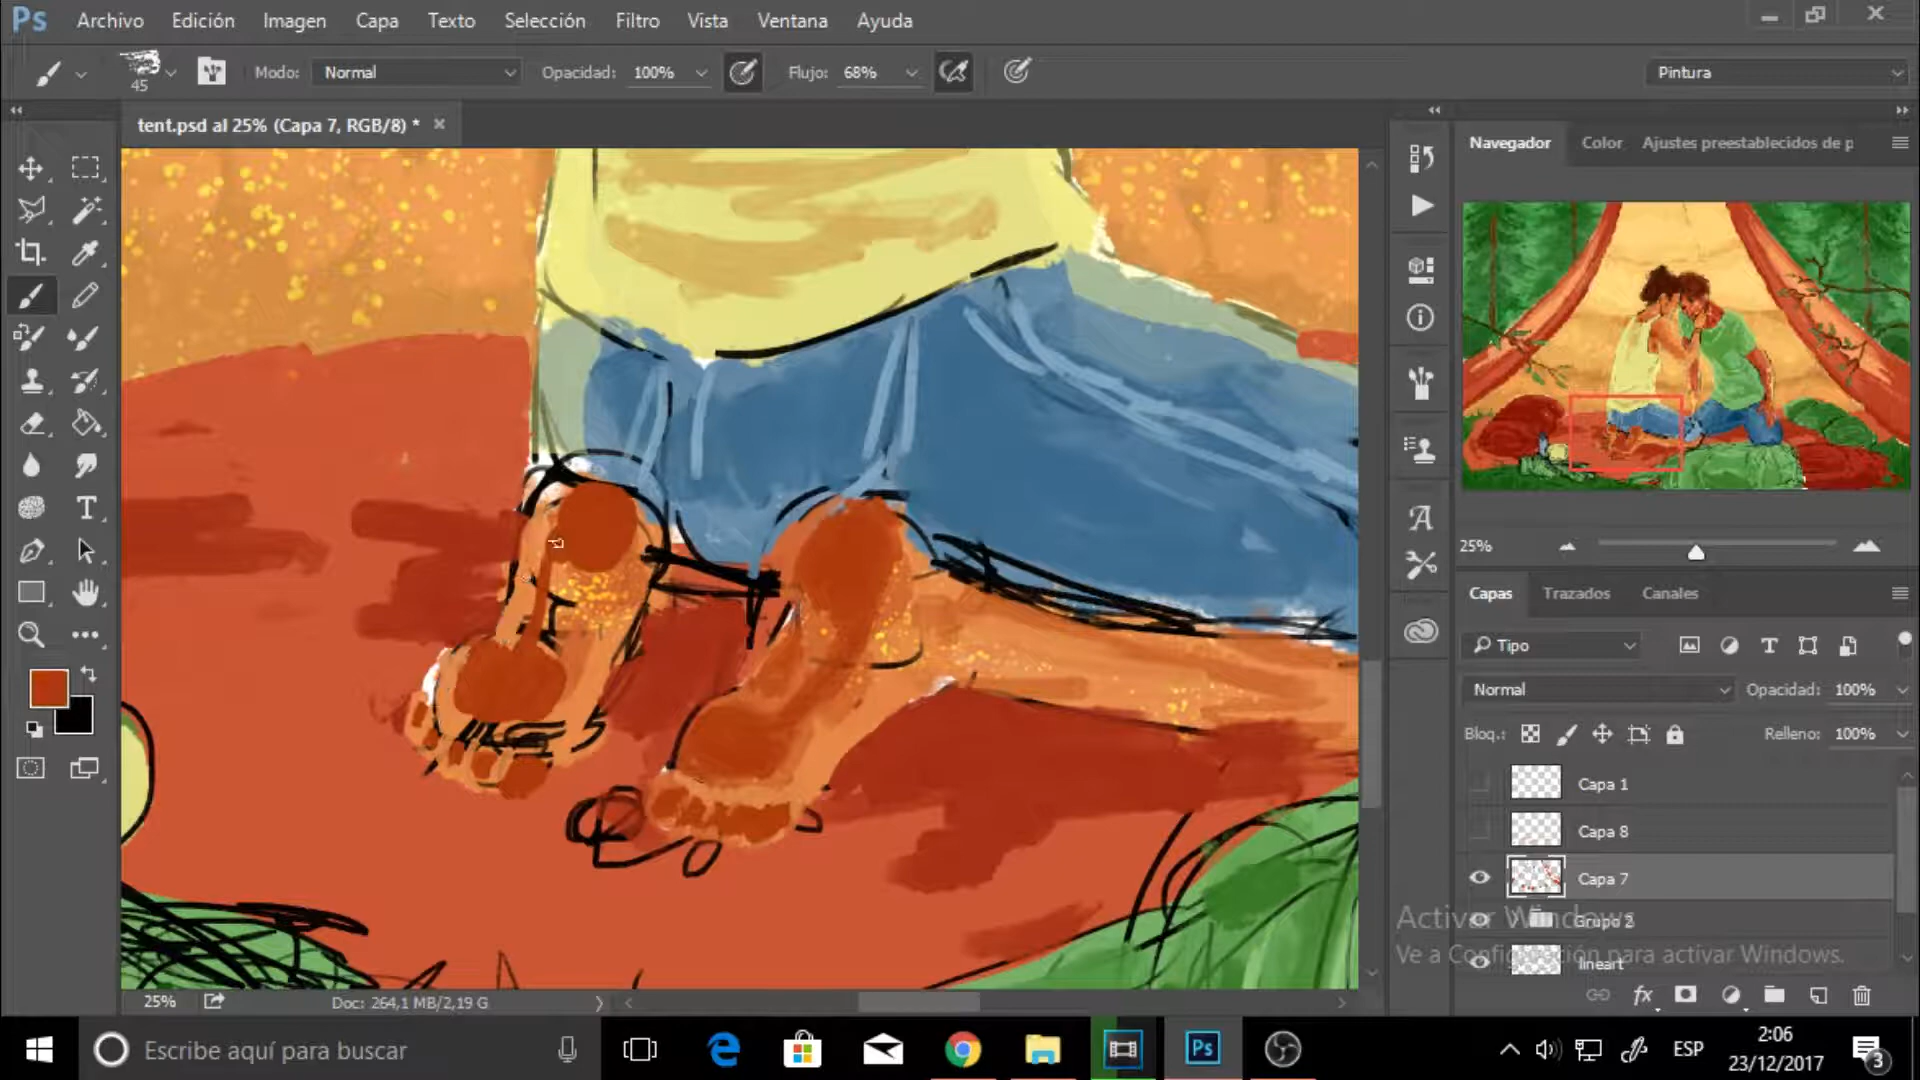 Ps Archivo Edición Imagen Capa Texto Selección Filtro Vista Ventana Ayuda
45 Modo: Normal Opacidad: 100% Flujo: 68% Pintura
tent.psd al 25% (Capa 7, RGB/8) *
Navegador Color Ajustes preestablecidos de p
25%
Capas Trazados Canales
Tipo
Normal Opacidad: 100%
Bloq.: Relleno: 100%
Capa 1
Capa 8
Capa 7
Activar Windows
Grupo 2
Ve a Configuración para activar Windows.
lineart
25% Doc: 264,1 MB/2,19 G
Escribe aquí para buscar
Ps
ESP
2:06
23/12/2017
3